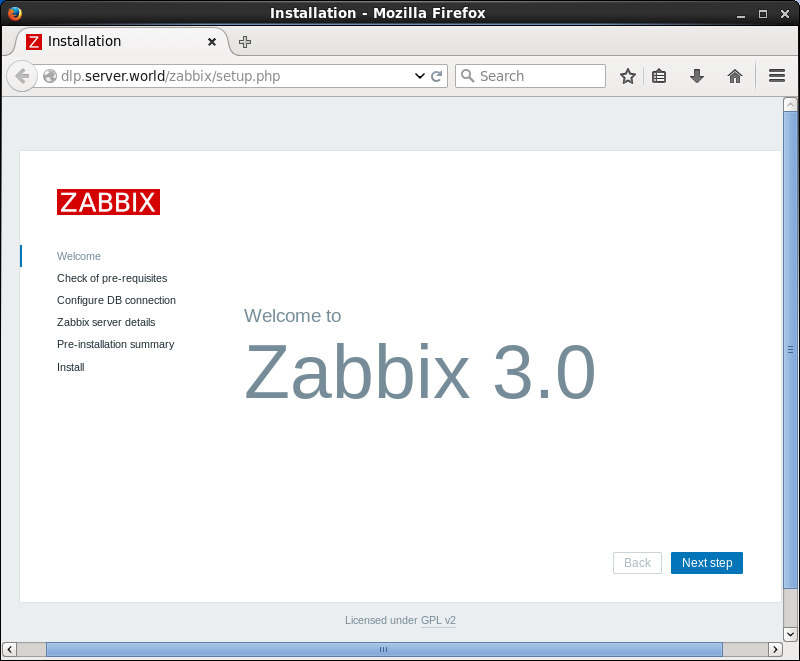 Installation - Mozilla Firefox
Z Installation
dlp.server.world/zabbix/setup.php
Search
ZABBIX
Welcome
Check of pre-requisites
Configure DB connection
Zabbix server details
Pre-installation summary
Install
Welcome to
Zabbix 3.0
Back
Next step
Licensed under GPL v2